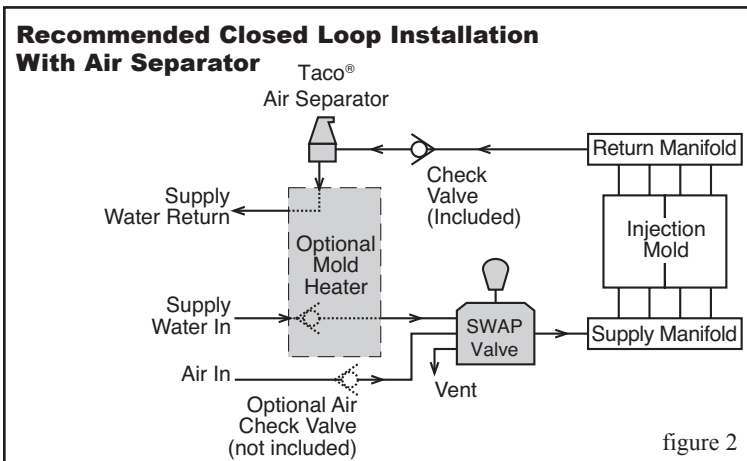 Recommended Closed Loop Installation
With Air Separator
Taco®
Air Separator
Return Manifold
Check
Valve
(Included)
Supply
Water Return
Optional
Mold
Heater
Injection
Mold
Supply
Water In
SWAP
Valve
Supply Manifold
Air In
Vent
Optional Air
Check Valve
(not included)
figure 2